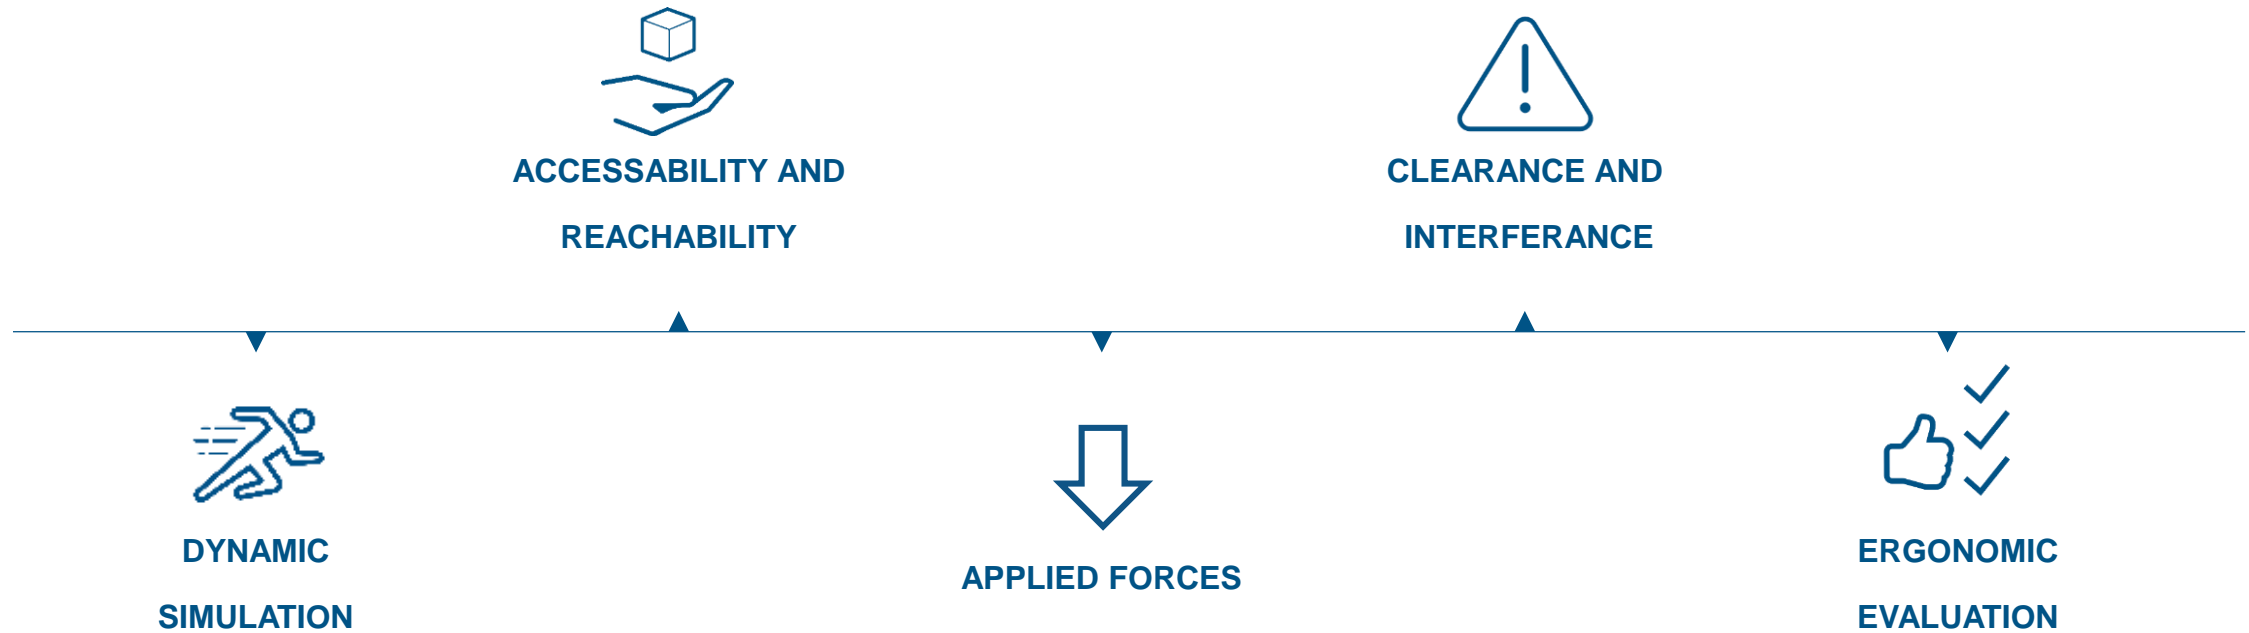 ACCESSABILITY AND
REACHABILITY
CLEARANCE AND
INTERFERANCE
DYNAMIC
SIMULATION
APPLIED FORCES
ERGONOMIC
EVALUATION